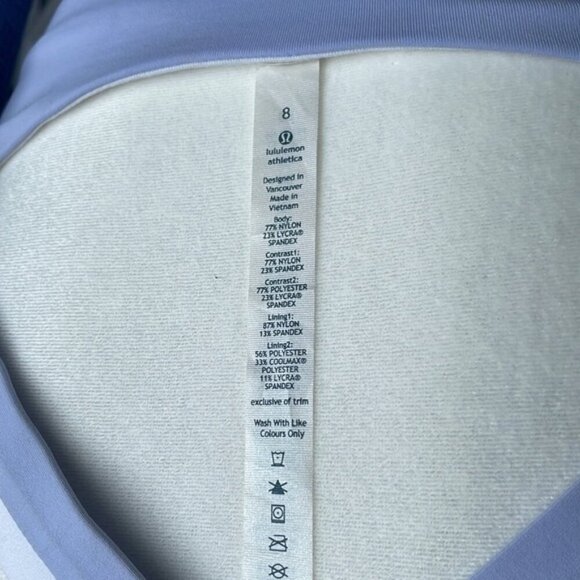 8
lululemon
athletica
Designed in
Vancouver
Made in
Vietnam
Body:
77% NYLON
23% LYCRA®
SPANDEX
Contrast1:
77% NYLON
23% SPANDEX
Contrast2:
77% POLYESTER
23% LYCRA®
SPANDEX
Lining1:
87% NYLON
13% SPANDEX
Lining2:
56% POLYESTER
33% COOLMAX®
POLYESTER
11% LYCRA®
SPANDEX
exclusive of trim
Wash With Like
Colours Only